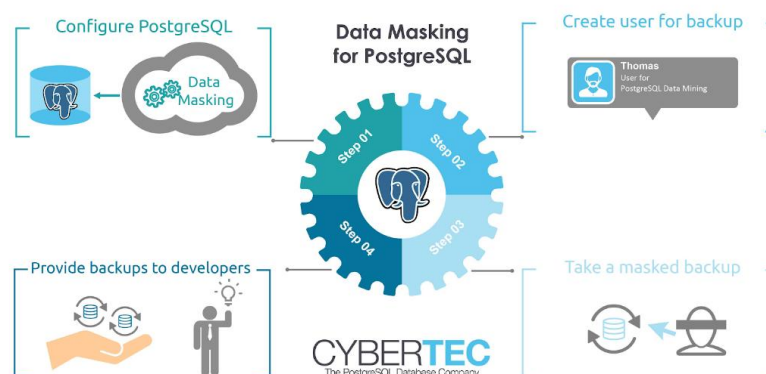 Configure PostgreSQL
Data
Masking
Data Masking
for PostgreSQL
Create user for backup
Thomas
User for
PostgreSQL Data Mining
Step 01
Step 02
Step 04
Step 03
Provide backups to developers
Take a masked backup
CYBERTEC
The PostgreSQL Database Company